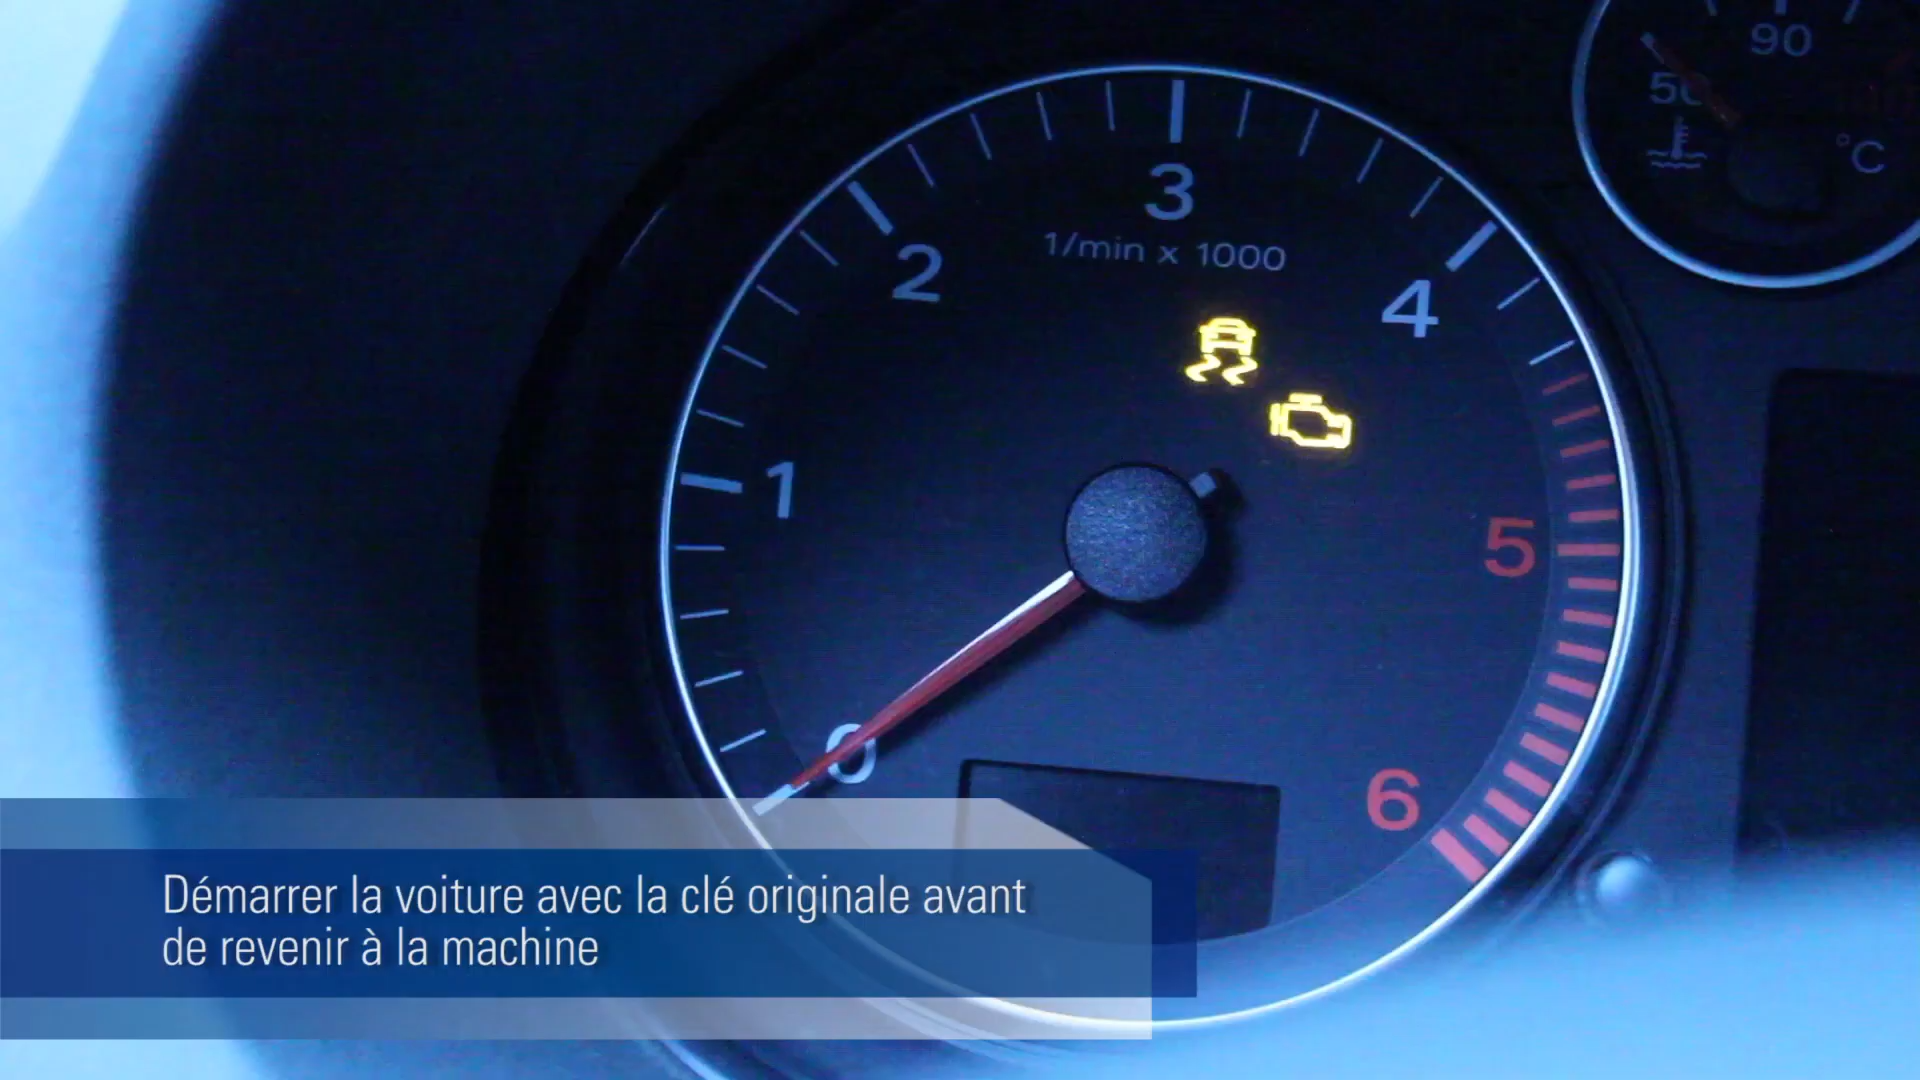 90
50
°C
3
1/min x 1000
2
4
1
5
0
6
Démarrer la voiture avec la clé originale avant
de revenir à la machine